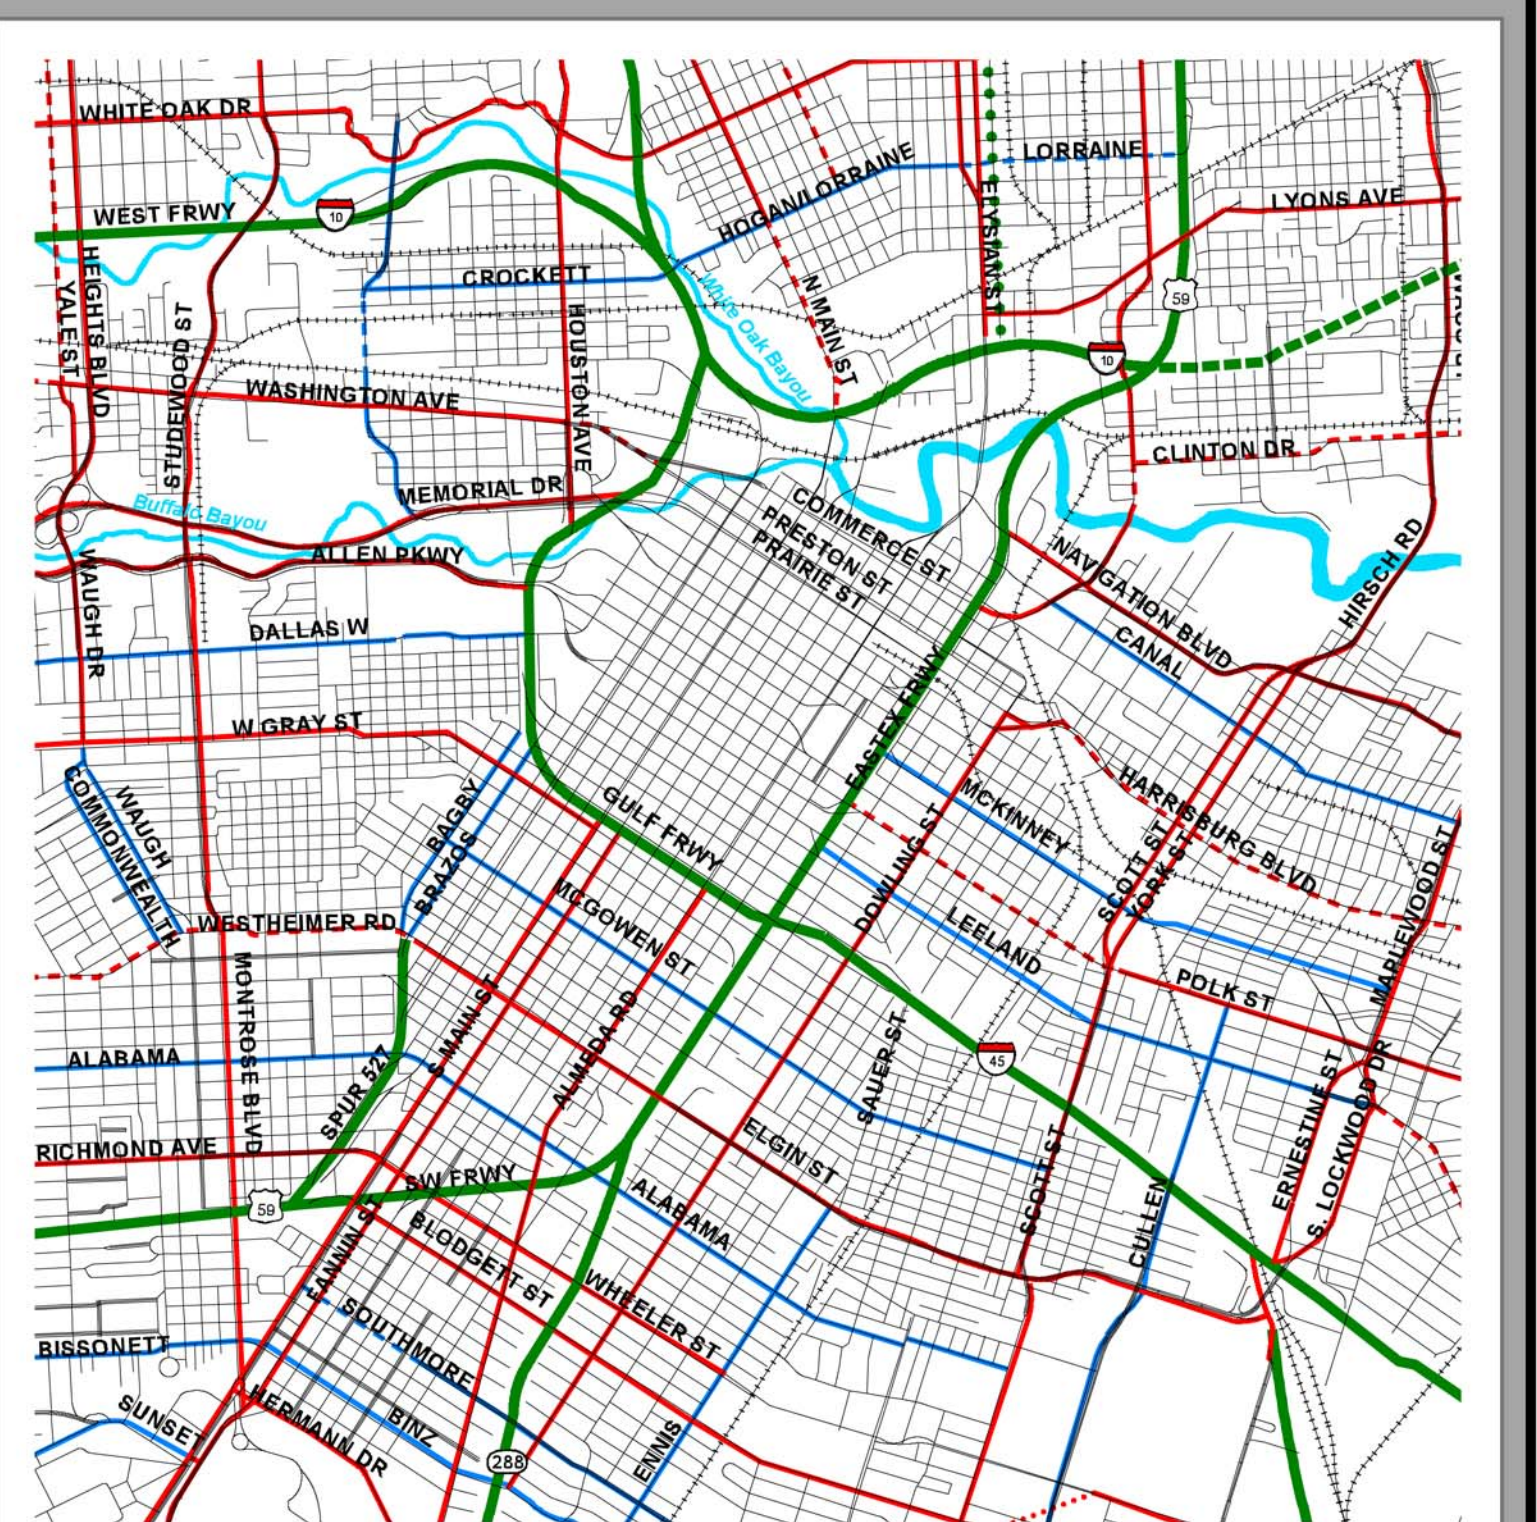 WHITE OAK DR
LORRAINE
HOGAN/LORRAINE
ELYSIAN ST
LYONS AVE
WEST FRWY
10
HEIGHTS BLVD
YALE ST
STUDEWOOD ST
CROCKETT
HOUSTON AVE
White Oak Bayou
N MAIN ST
59
10
WASHINGTON AVE
CLINTON DR
MEMORIAL DR
Buffalo Bayou
ALLEN PKWY
COMMERCE ST
PRESTON ST
PRAIRIE ST
NAVIGATION BLVD
HIRSCH RD
CANAL
WAUGH DR
DALLAS W
W GRAY ST
EASTEX FRWY
WAUGH
COMMONWEALTH
BAGBY
BRAZOS
GULF FRWY
MCKINNEY
HARRISBURG BLVD
DOWLING ST
SCOTT ST
YORK ST
MAPLEWOOD ST
WESTHEIMER RD
MCGOWEN ST
LEELAND
POLK ST
MONTROSE BLVD
S MAIN ST
ALMEDA RD
SAUER ST
45
ALABAMA
SPUR 527
ERNESTINE ST
S. LOCKWOOD DR
RICHMOND AVE
ELGIN ST
SCOTT ST
CULLEN
SW FRWY
59
ALABAMA
FANNIN ST
BLODGETT ST
WHEELER ST
SOUTHMORE
BISSONETT
SUNSET
HERMANN DR
BINZ
288
ENNIS